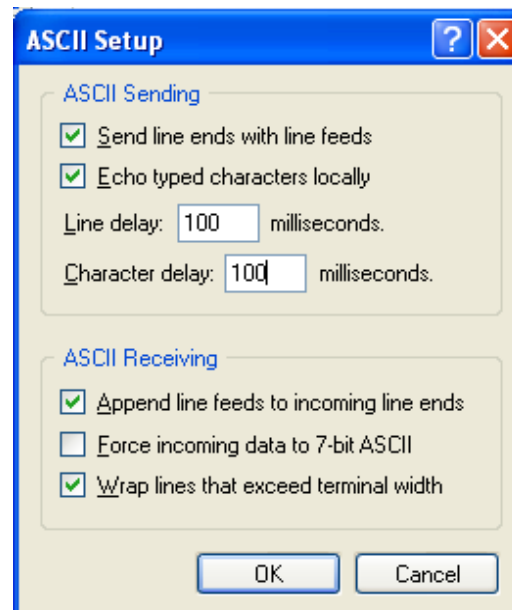 ASCII Setup
ASCII Sending
Send line ends with line feeds
Echo typed characters locally
Line delay: 100 milliseconds.
Character delay: 100 milliseconds.
ASCII Receiving
Append line feeds to incoming line ends
Force incoming data to 7-bit ASCII
Wrap lines that exceed terminal width
OK Cancel